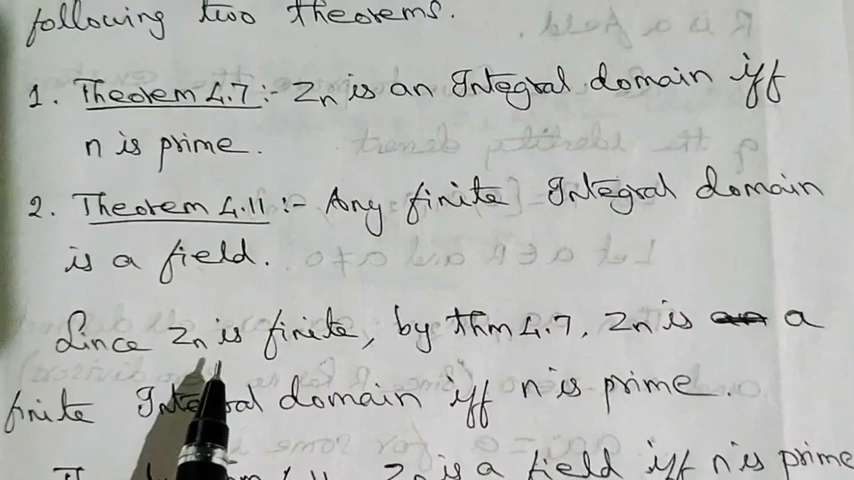 following two theorems.
1. Theorem 4.7 :- Zn is an Integral domain iff
n is prime.
2. Theorem 4.11 :- Any finite Integral domain
is a field.
Since Zn is finite, by thm 4.7, Zn is a
finite Integral domain iff n is prime.
4.11 Zn is a field iff n is prime